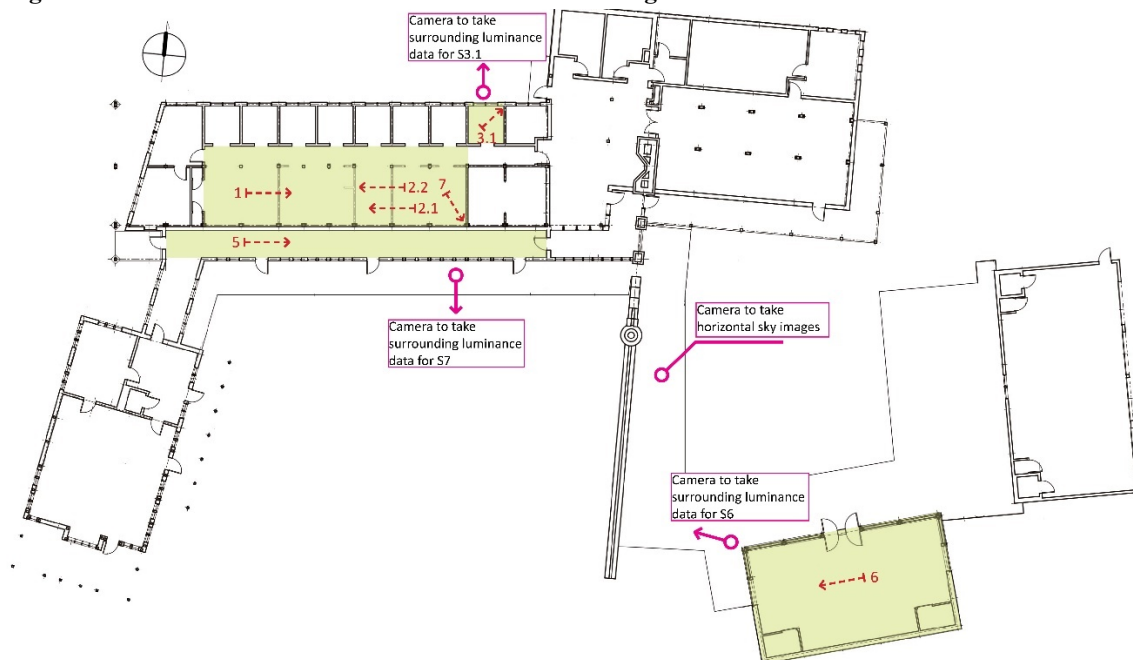 Camera to take
surrounding luminance
data for S3.1
3.1
1
2.2
7
2.1
5
Camera to take
surrounding luminance
data for S7
Camera to take
horizontal sky images
Camera to take
surrounding luminance
data for S6
6